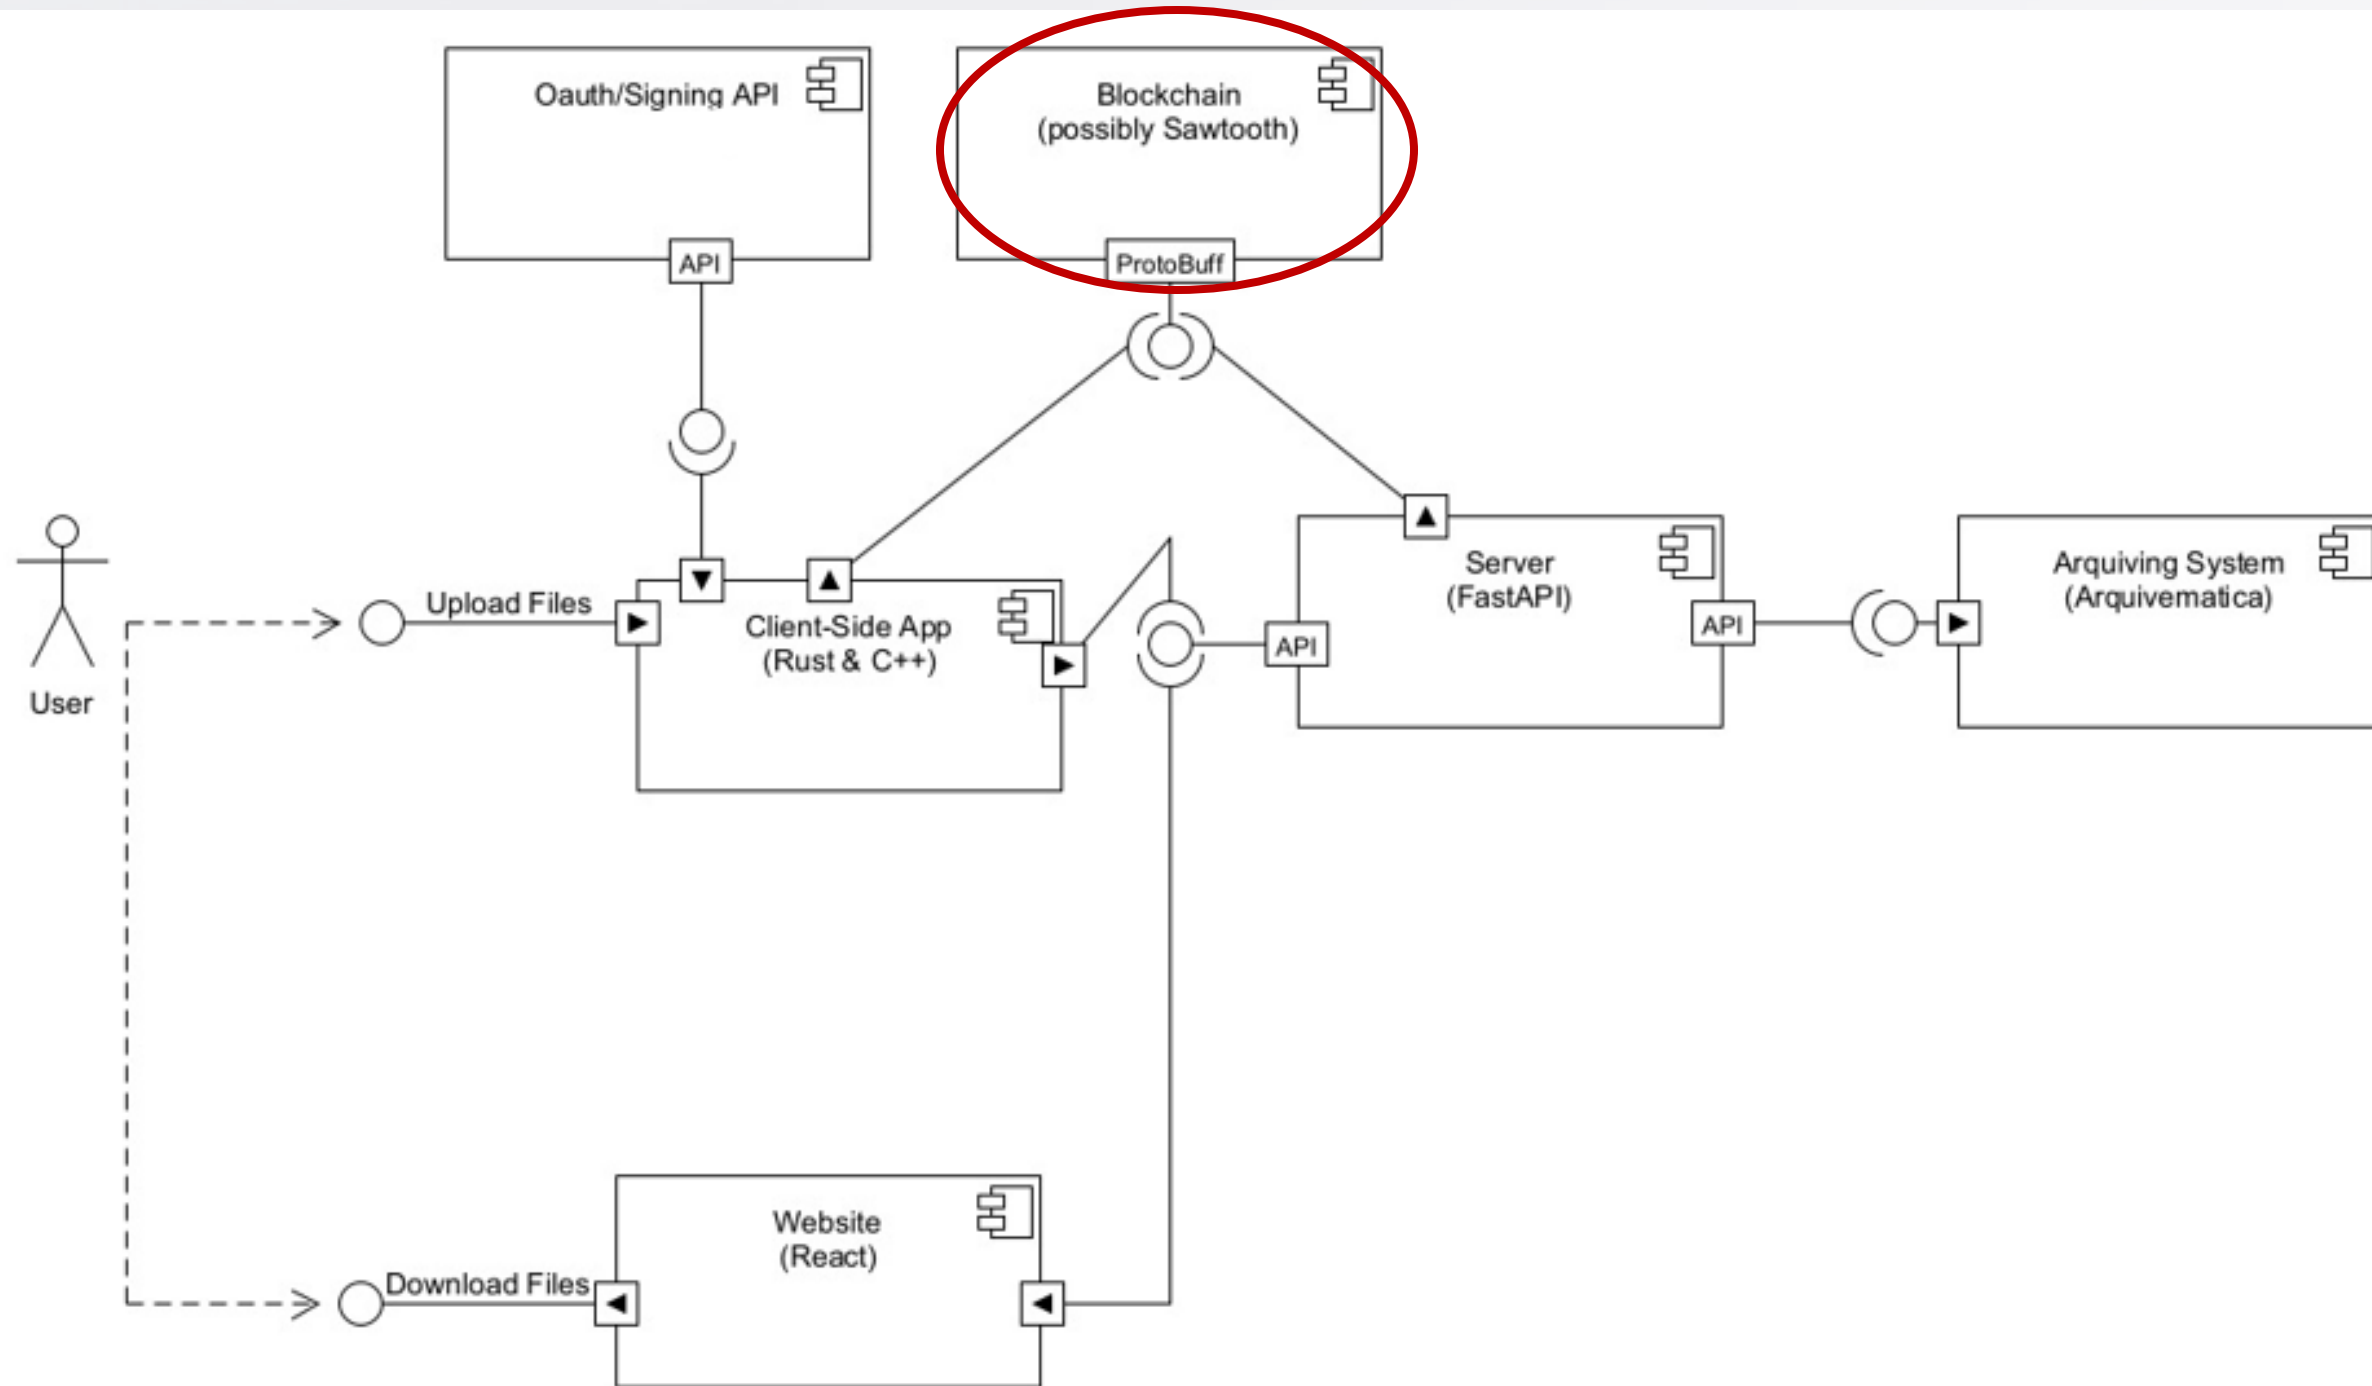 Oauth/Signing API
API
Blockchain
(possibly Sawtooth)
ProtoBuff
User
Upload Files
Client-Side App
(Rust & C++)
API
Server
(FastAPI)
API
Arquiving System
(Arquivematica)
Website
(React)
Download Files